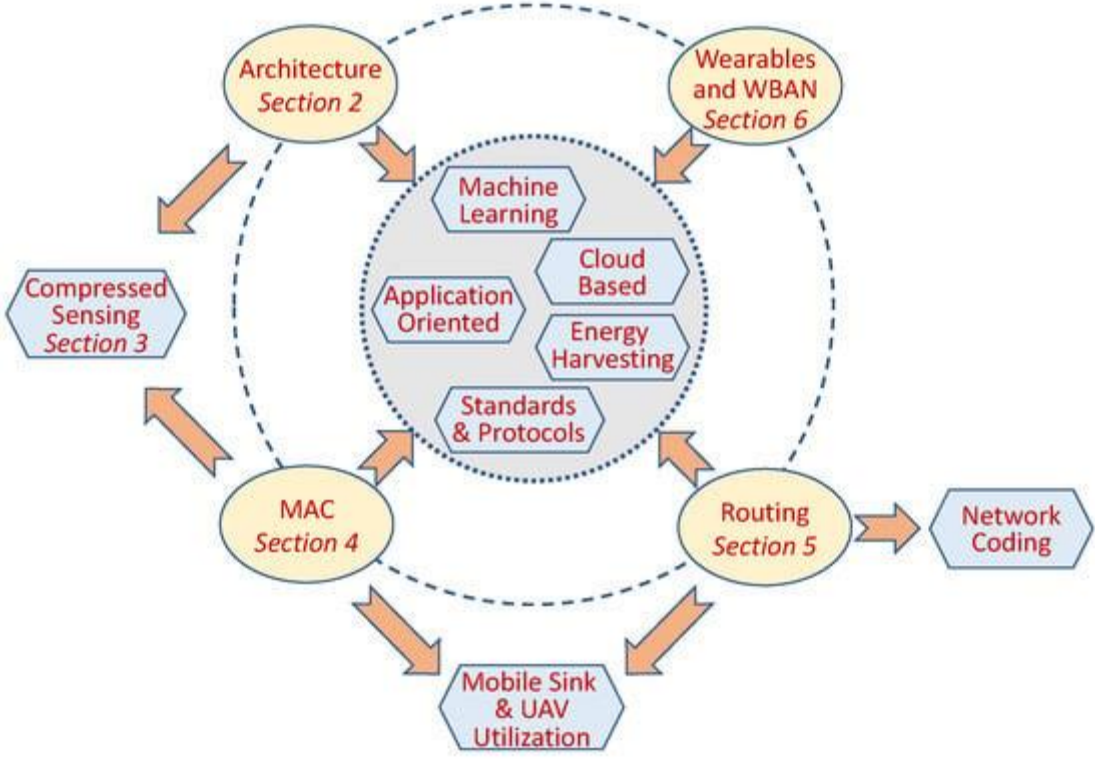 Architecture
Section 2
Wearables
and WBAN
Section 6
Machine
Learning
Cloud
Based
Compressed
Sensing
Section 3
Application
Oriented
Energy
Harvesting
Standards
& Protocols
MAC
Section 4
Routing
Section 5
Network
Coding
Mobile Sink
& UAV
Utilization